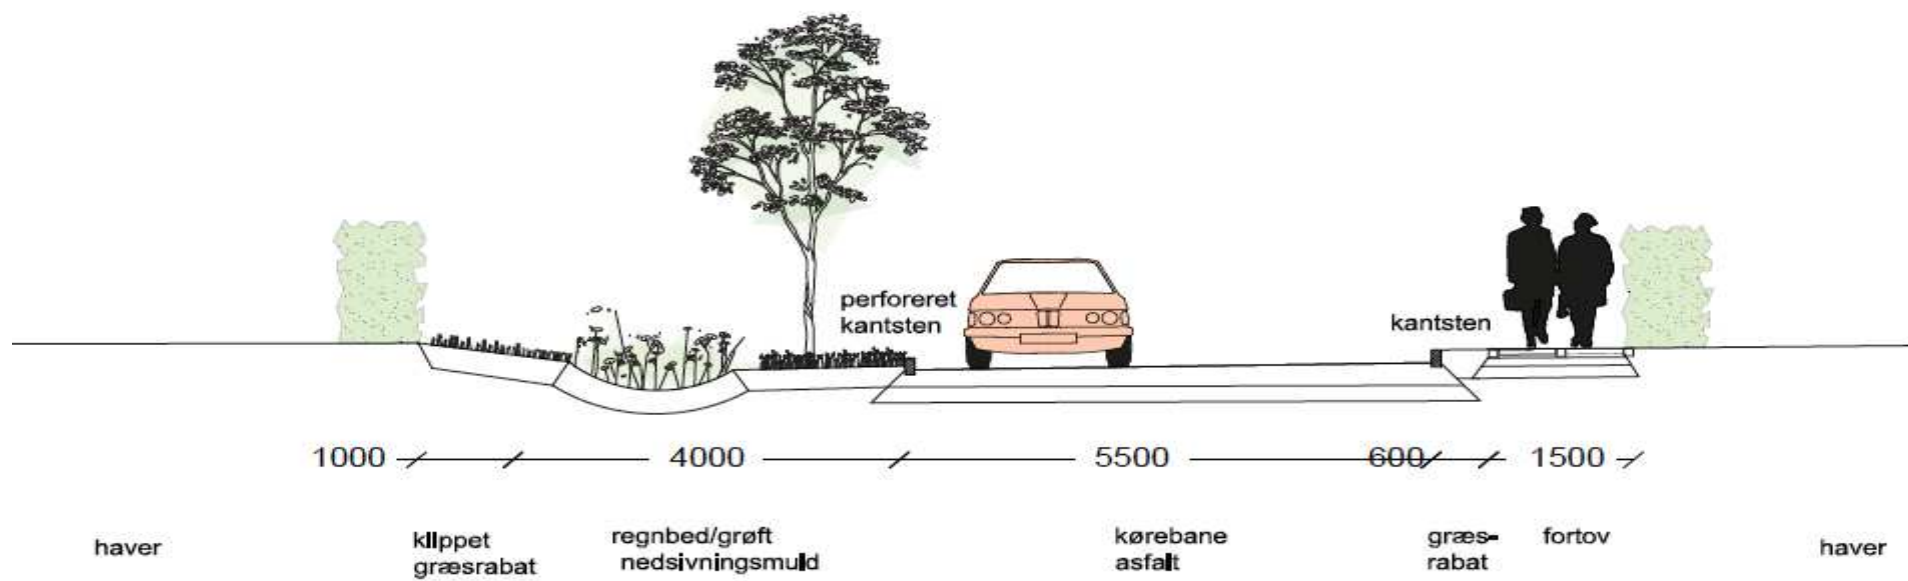 perforeret
kantsten
kantsten
1000 4000 5500 600 1500
haver
klippet
græsrabat
regnbed/grøft
nedsivningsmuld
kørebane
asfalt
græs-
rabat
fortov
haver